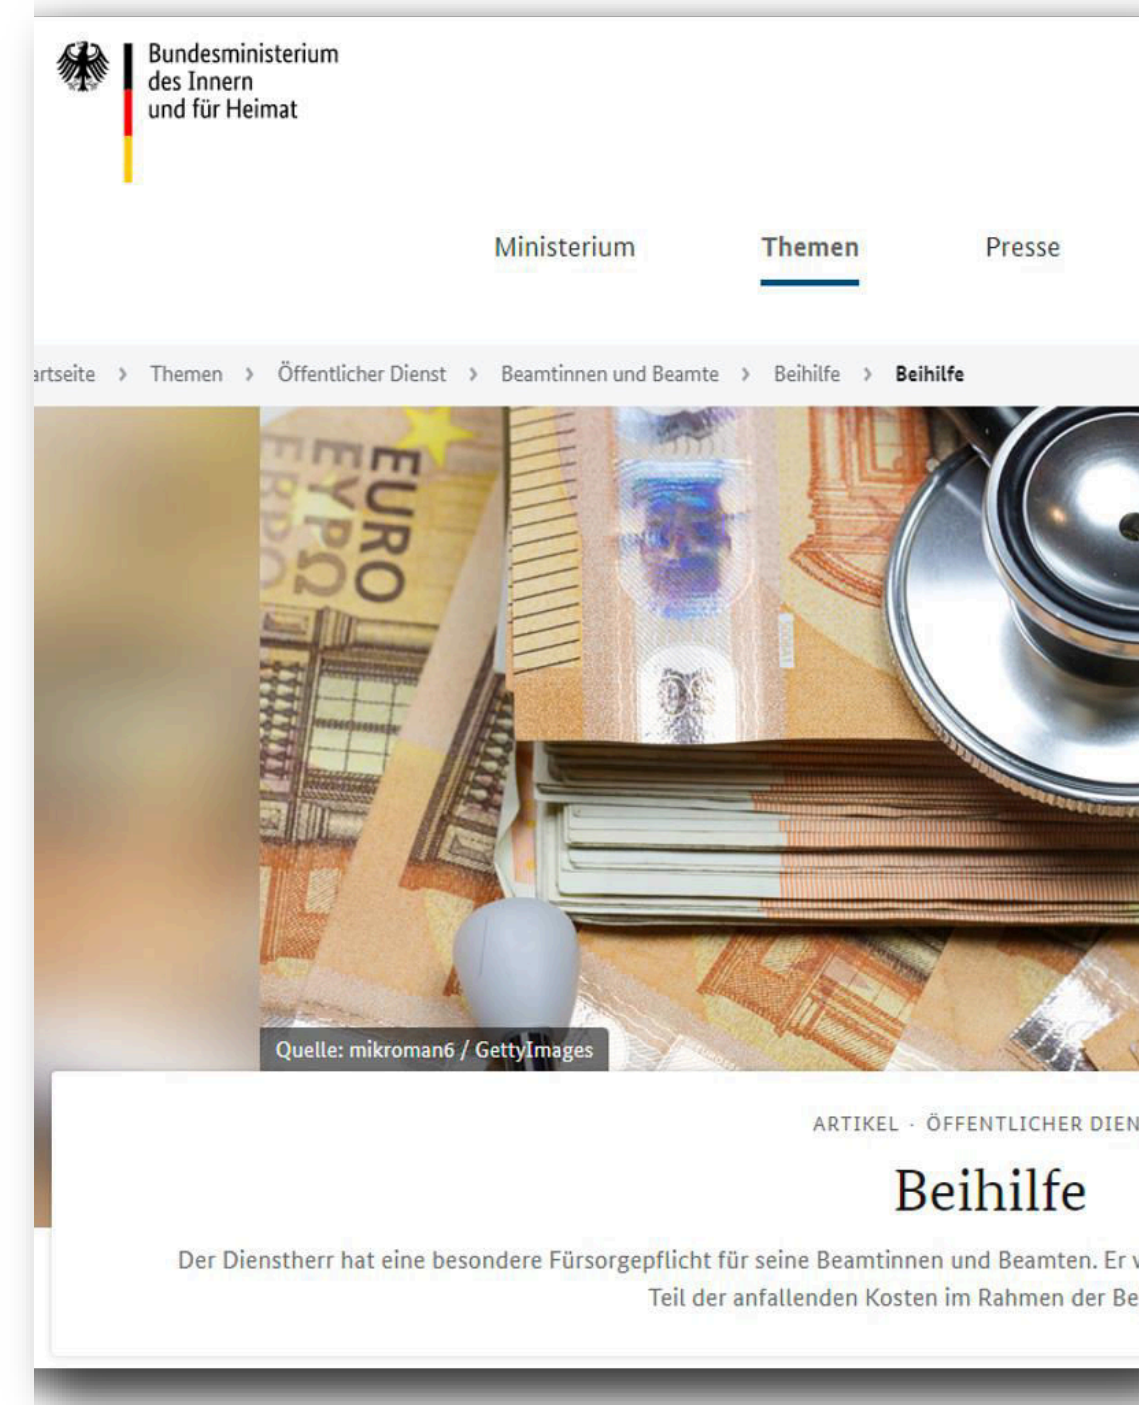 Bundesministerium
des Innern
und für Heimat
Ministerium Themen Presse
artseite › Themen › Öffentlicher Dienst › Beamtinnen und Beamte › Beihilfe › Beihilfe
EURO
ΕΥΡΩ
Quelle: mikroman6 / GettyImages
ARTIKEL · ÖFFENTLICHER DIEN
Beihilfe
Der Dienstherr hat eine besondere Fürsorgepflicht für seine Beamtinnen und Beamten. Er
Teil der anfallenden Kosten im Rahmen der Be